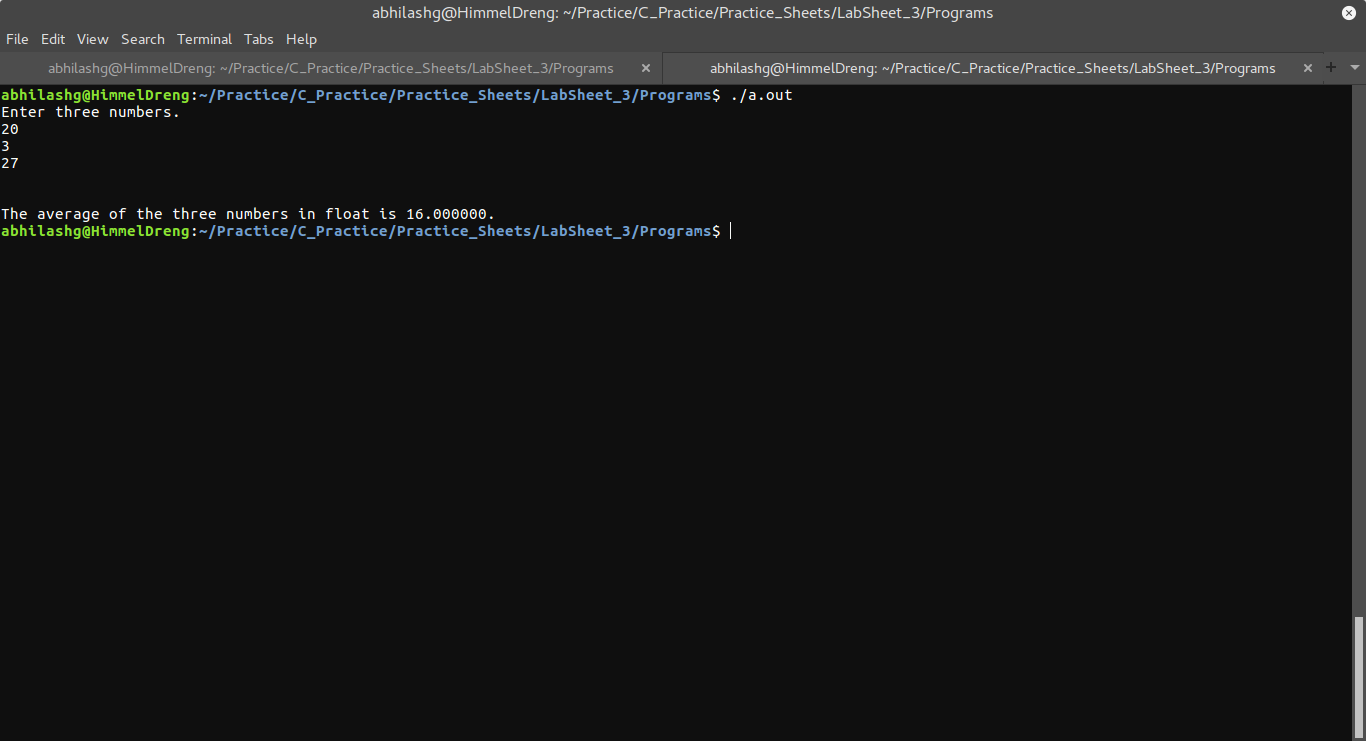 abhilashg@HimmelDreng: ~/Practice/C_Practice/Practice_Sheets/LabSheet_3/Programs
File Edit View Search Terminal Tabs Help
abhilashg@HimmelDreng: ~/Practice/C_Practice/Practice_Sheets/LabSheet_3/Programs abhilashg@HimmelDreng: ~/Practice/C_Practice/Practice_Sheets/LabSheet_3/Programs
abhilashg@HimmelDreng:~/Practice/C_Practice/Practice_Sheets/LabSheet_3/Programs$ ./a.out
Enter three numbers.
20
3
27
The average of the three numbers in float is 16.000000.
abhilashg@HimmelDreng:~/Practice/C_Practice/Practice_Sheets/LabSheet_3/Programs$